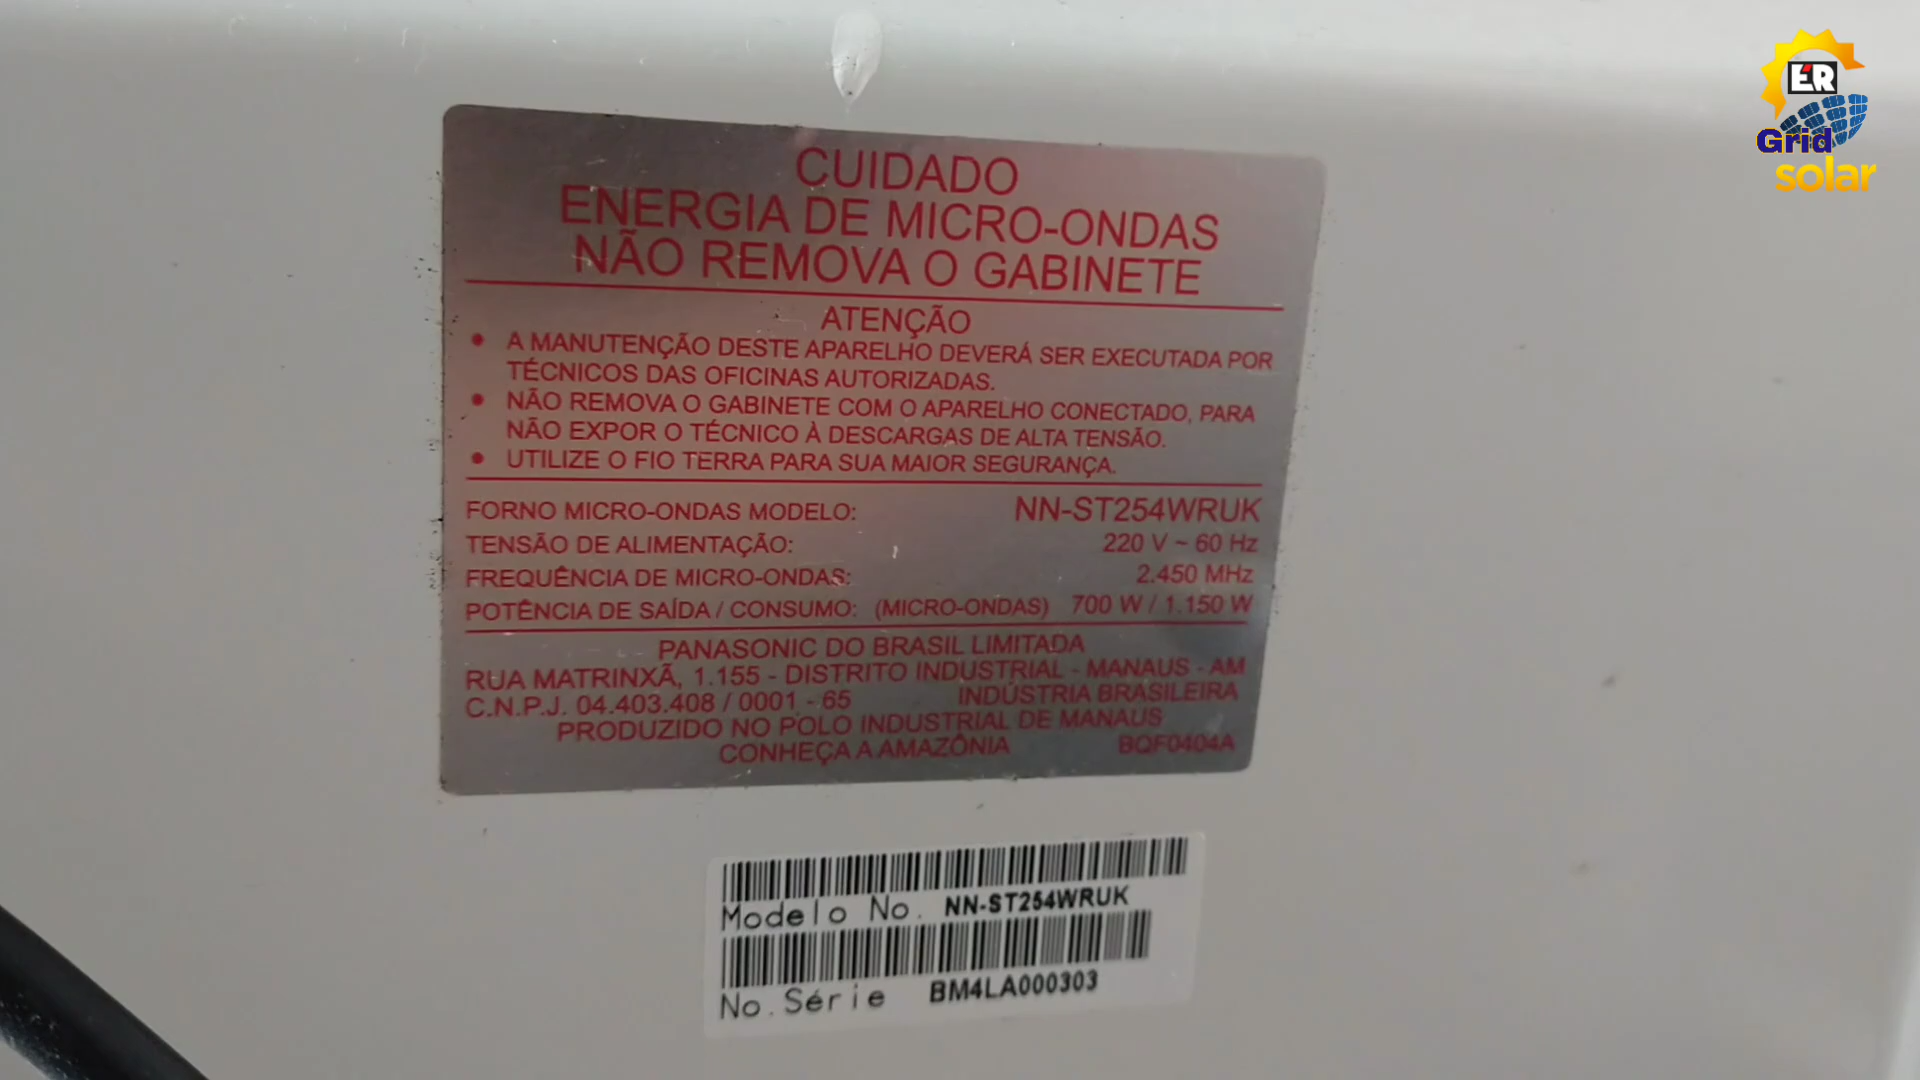 ER
Grid
solar
CUIDADO
ENERGIA DE MICRO-ONDAS
NÃO REMOVA O GABINETE
ATENÇÃO
• A MANUTENÇÃO DESTE APARELHO DEVERÁ SER EXECUTADA POR
TÉCNICOS DAS OFICINAS AUTORIZADAS.
• NÃO REMOVA O GABINETE COM O APARELHO CONECTADO, PARA
NÃO EXPOR O TÉCNICO À DESCARGAS DE ALTA TENSÃO.
• UTILIZE O FIO TERRA PARA SUA MAIOR SEGURANÇA.
FORNO MICRO-ONDAS MODELO: NN-ST254WRUK
TENSÃO DE ALIMENTAÇÃO: 220 V ~ 60 Hz
FREQUÊNCIA DE MICRO-ONDAS: 2.450 MHz
POTÊNCIA DE SAÍDA / CONSUMO: (MICRO-ONDAS) 700 W / 1.150 W
PANASONIC DO BRASIL LIMITADA
RUA MATRINXÃ, 1.155 - DISTRITO INDUSTRIAL - MANAUS - AM
C.N.P.J. 04.403.408 / 0001 - 65 INDÚSTRIA BRASILEIRA
PRODUZIDO NO POLO INDUSTRIAL DE MANAUS
CONHEÇA A AMAZÔNIA BQF0404A
Modelo No. NN-ST254WRUK
No.Série BM4LA000303